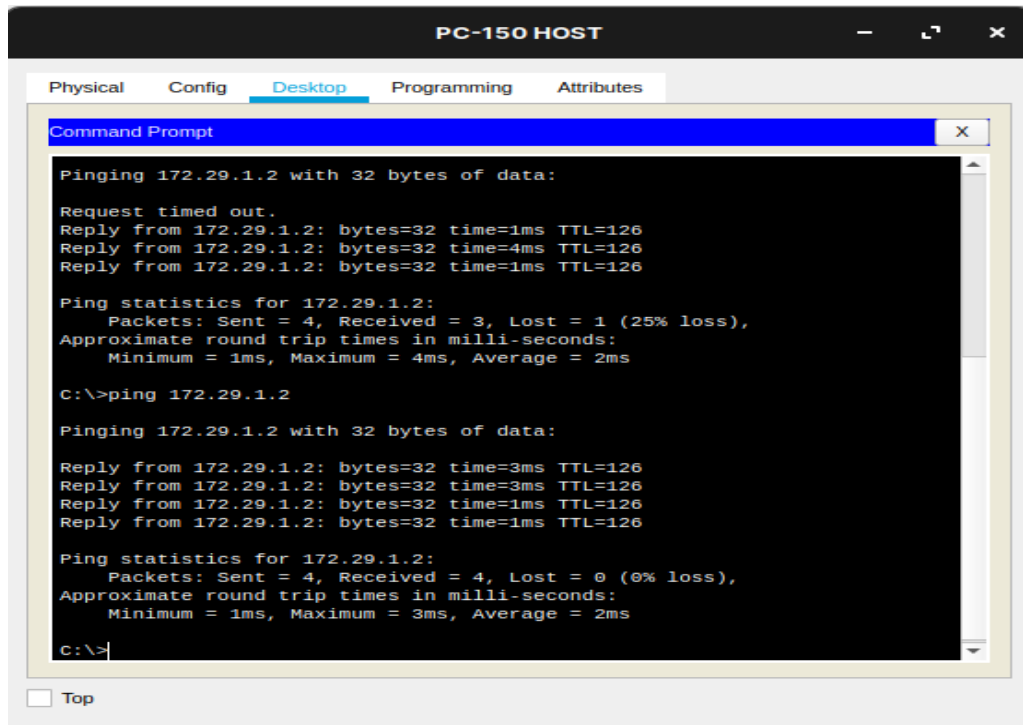 PC-150 HOST
Physical Config Desktop Programming Attributes
Command Prompt X
Pinging 172.29.1.2 with 32 bytes of data:
Request timed out.
Reply from 172.29.1.2: bytes=32 time=1ms TTL=126
Reply from 172.29.1.2: bytes=32 time=4ms TTL=126
Reply from 172.29.1.2: bytes=32 time=1ms TTL=126
Ping statistics for 172.29.1.2:
Packets: Sent = 4, Received = 3, Lost = 1 (25% loss),
Approximate round trip times in milli-seconds:
Minimum = 1ms, Maximum = 4ms, Average = 2ms
C:\>ping 172.29.1.2
Pinging 172.29.1.2 with 32 bytes of data:
Reply from 172.29.1.2: bytes=32 time=3ms TTL=126
Reply from 172.29.1.2: bytes=32 time=3ms TTL=126
Reply from 172.29.1.2: bytes=32 time=1ms TTL=126
Reply from 172.29.1.2: bytes=32 time=1ms TTL=126
Ping statistics for 172.29.1.2:
Packets: Sent = 4, Received = 4, Lost = 0 (0% loss),
Approximate round trip times in milli-seconds:
Minimum = 1ms, Maximum = 3ms, Average = 2ms
C:\>
Top